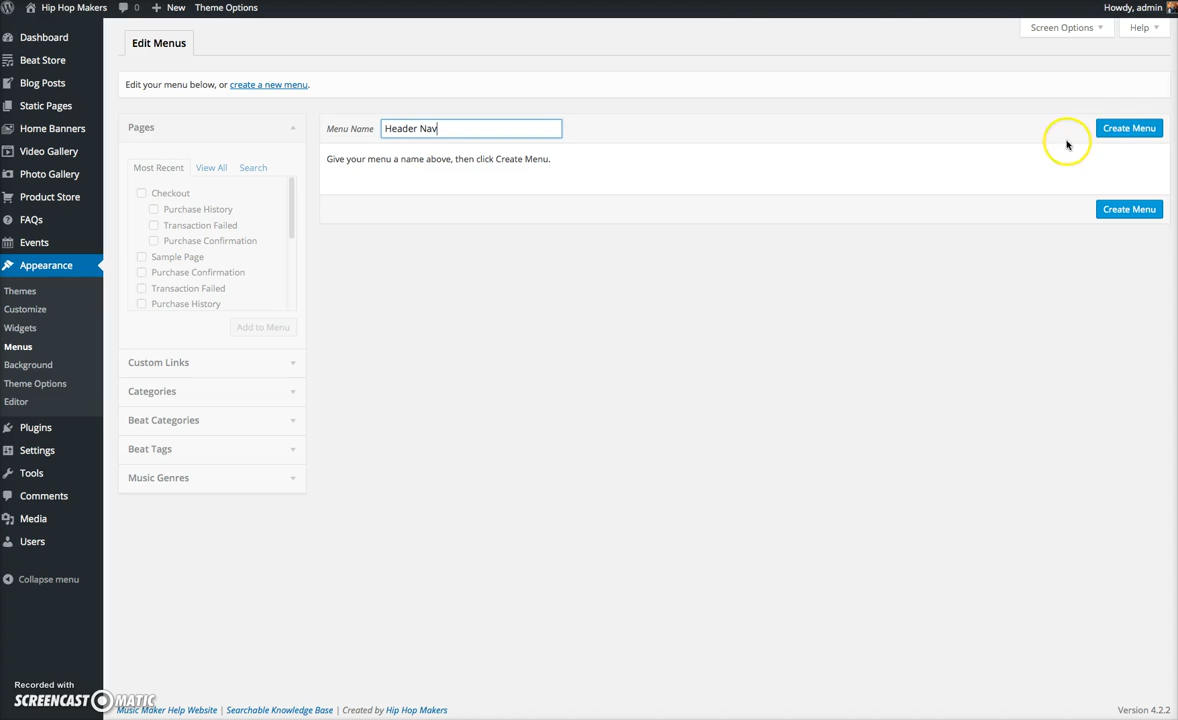 Hip Hop Makers 0 New Theme Options Howdy, admin
Screen Options Help
Dashboard
Beat Store
Blog Posts
Static Pages
Home Banners
Video Gallery
Photo Gallery
Product Store
FAQs
Events
Appearance
Themes
Customize
Widgets
Menus
Background
Theme Options
Editor
Plugins
Settings
Tools
Comments
Media
Users
Collapse menu
Edit Menus
Edit your menu below, or create a new menu.
Pages
Most Recent View All Search
Checkout
Purchase History
Transaction Failed
Purchase Confirmation
Sample Page
Purchase Confirmation
Transaction Failed
Purchase History
Add to Menu
Custom Links
Categories
Beat Categories
Beat Tags
Music Genres
Menu Name Header Nav Create Menu
Give your menu a name above, then click Create Menu.
Create Menu
Recorded with
SCREENCAST MATIC
Music Maker Help Website | Searchable Knowledge Base | Created by Hip Hop Makers
Version 4.2.2